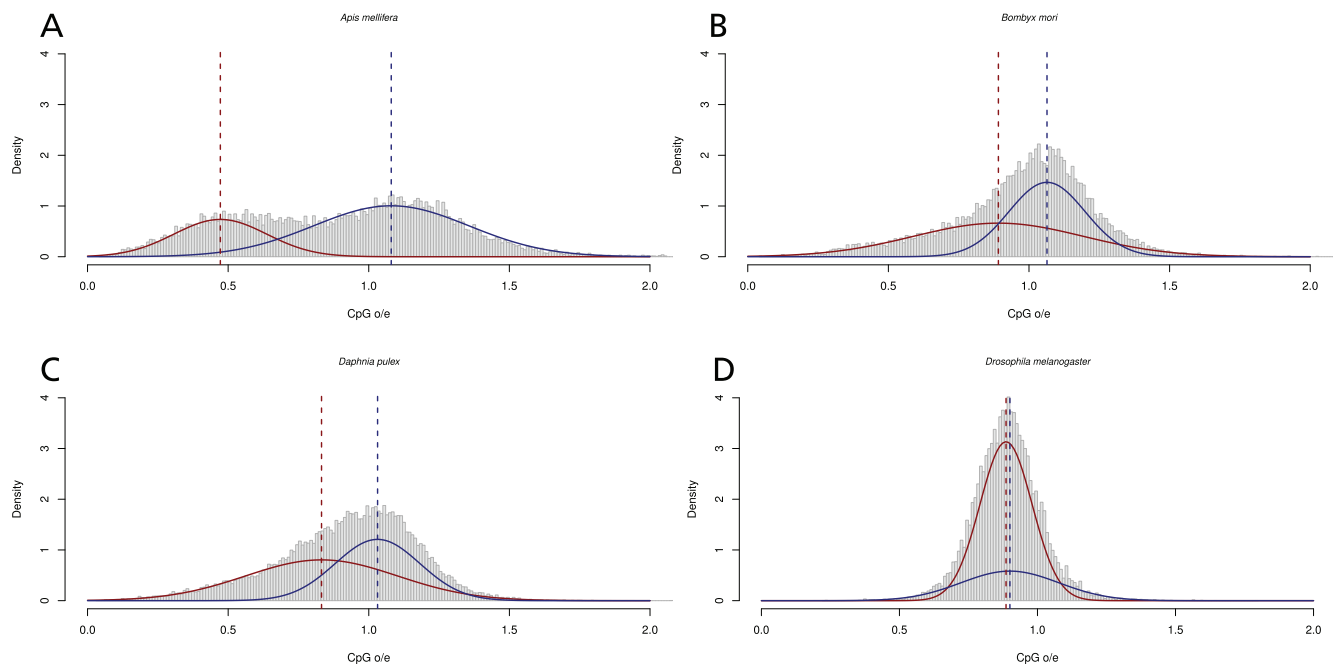 A
Apis mellifera
Density
0
1
2
3
4
0.0 0.5 1.0 1.5 2.0
CpG o/e
B
Bombyx mori
Density
0
1
2
3
4
0.0 0.5 1.0 1.5 2.0
CpG o/e
C
Daphnia pulex
Density
0
1
2
3
4
0.0 0.5 1.0 1.5 2.0
CpG o/e
D
Drosophila melanogaster
Density
0
1
2
3
4
0.0 0.5 1.0 1.5 2.0
CpG o/e